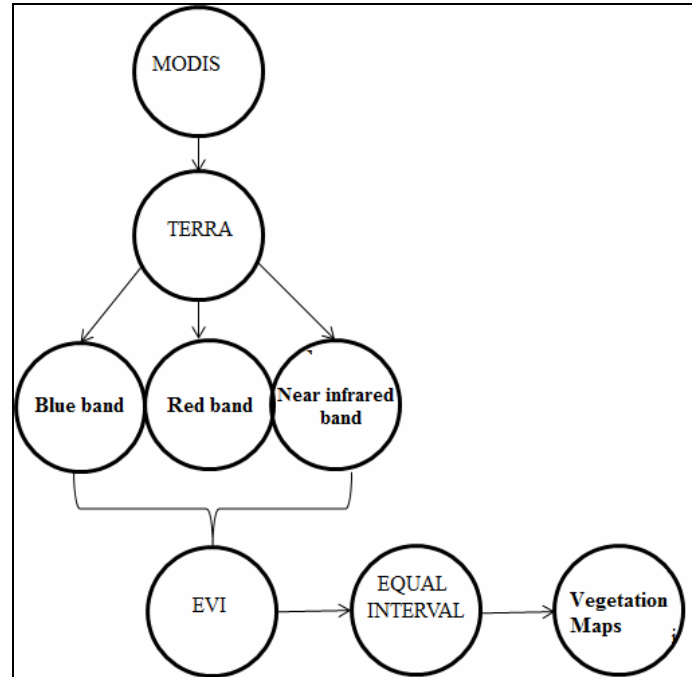 MODIS
TERRA
Blue band
Red band
Near infrared
band
EVI
EQUAL
INTERVAL
Vegetation
Maps